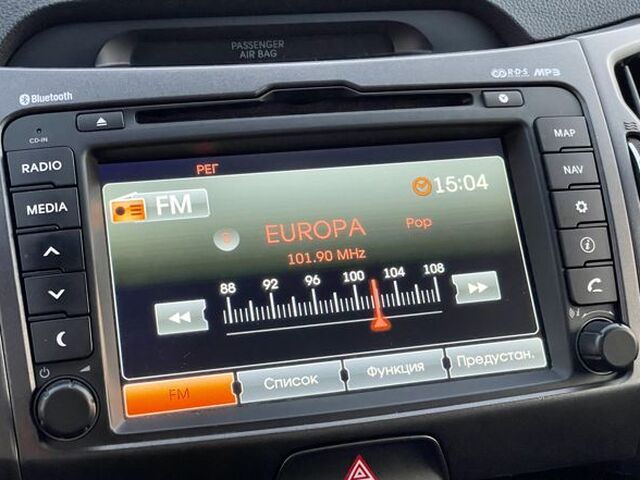 PASSENGER
AIR BAG
Bluetooth
R·D·S MP3
CD-IN
RADIO
MEDIA
MAP
NAV
РЕГ
FM
15:04
EUROPA
Pop
101.90 MHz
88 92 96 100 104 108
FM
Список
Функция
Предустан.